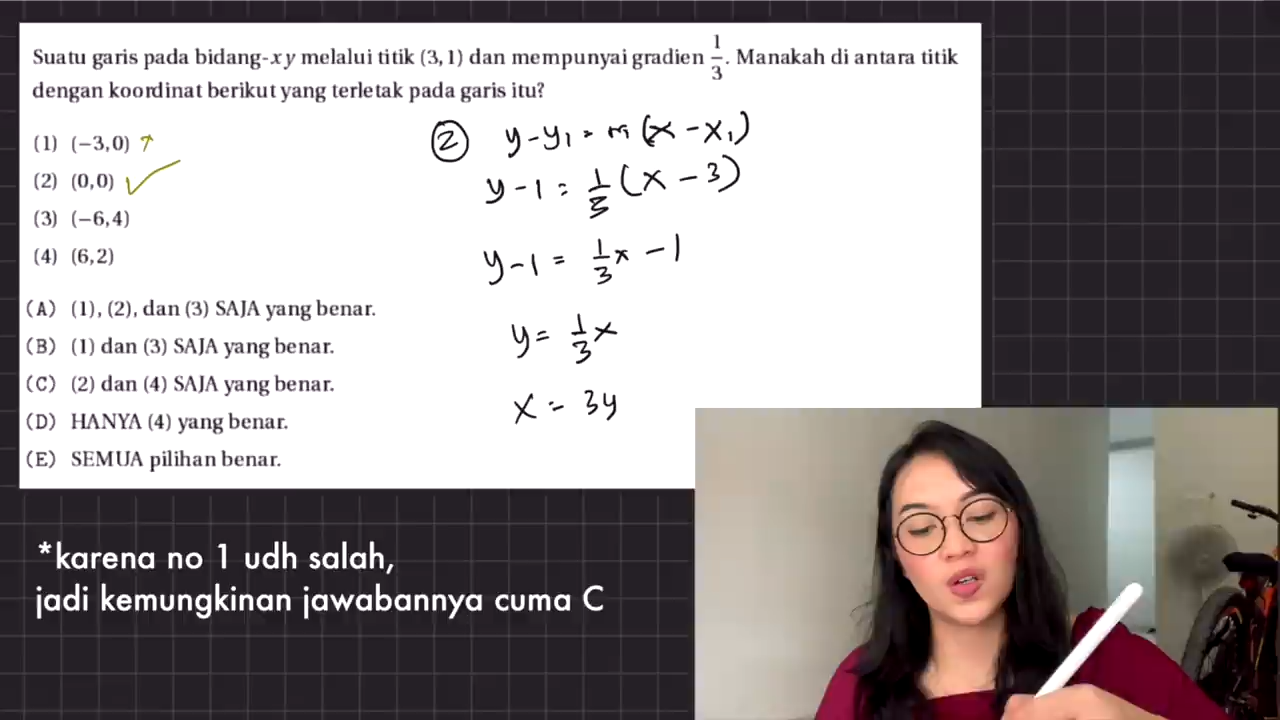 Suatu garis pada bidang-xy melalui titik (3,1) dan mempunyai gradien 1/3. Manakah di antara titik
dengan koordinat berikut yang terletak pada garis itu?
(1) (−3,0)
(2) (0,0)
(3) (−6,4)
(4) (6,2)
(A) (1), (2), dan (3) SAJA yang benar.
(B) (1) dan (3) SAJA yang benar.
(C) (2) dan (4) SAJA yang benar.
(D) HANYA (4) yang benar.
(E) SEMUA pilihan benar.
② y-y₁ = m (x-x₁)
y-1 = 1/3 (x-3)
y-1 = 1/3 x - 1
y = 1/3 x
x = 3y
*karena no 1 udh salah,
jadi kemungkinan jawabannya cuma C